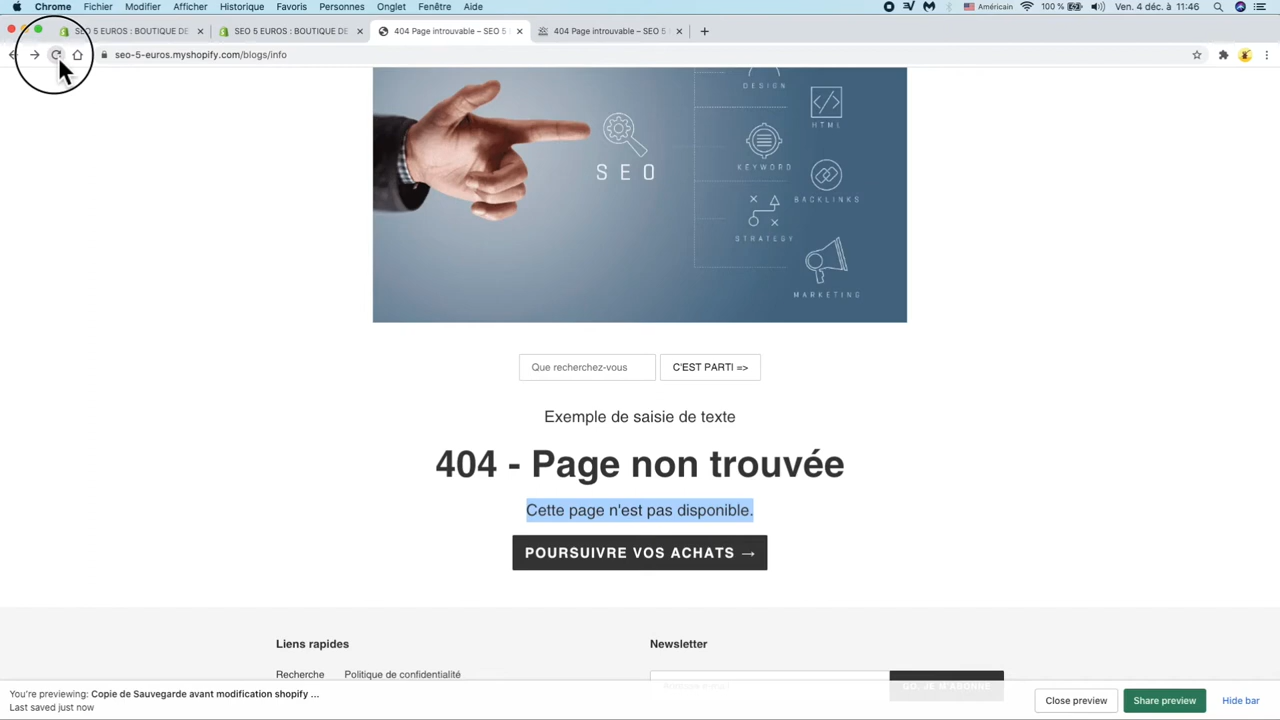 Chrome Fichier Modifier Afficher Historique Favoris Personnes Onglet Fenêtre Aide Américain 100 % Ven. 4 déc. à 11:46
SEO 5 EUROS : BOUTIQUE DE SEO 5 EUROS : BOUTIQUE DE 404 Page introuvable – SEO 5 404 Page introuvable – SEO 5
seo-5-euros.myshopify.com/blogs/info
DESIGN
HTML
SEO
KEYWORD
BACKLINKS
STRATEGY
MARKETING
Que recherchez-vous C'EST PARTI =>
Exemple de saisie de texte
404 - Page non trouvée
Cette page n'est pas disponible.
POURSUIVRE VOS ACHATS →
Liens rapides Newsletter
Recherche Politique de confidentialité
You're previewing: Copie de Sauvegarde avant modification shopify ...
Last saved just now
Close preview Share preview Hide bar